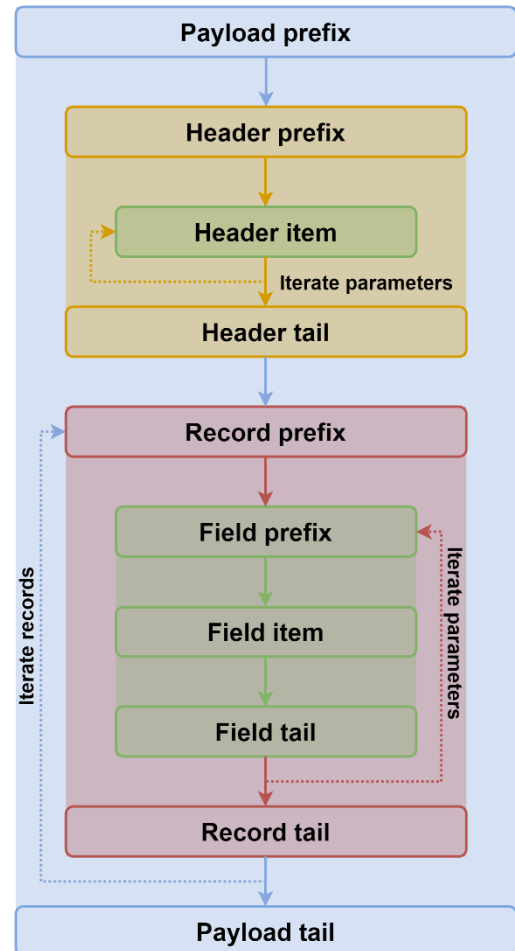 Payload prefix
Header prefix
Header item
Iterate parameters
Header tail
Record prefix
Field prefix
Iterate records
Iterate parameters
Field item
Field tail
Record tail
Payload tail